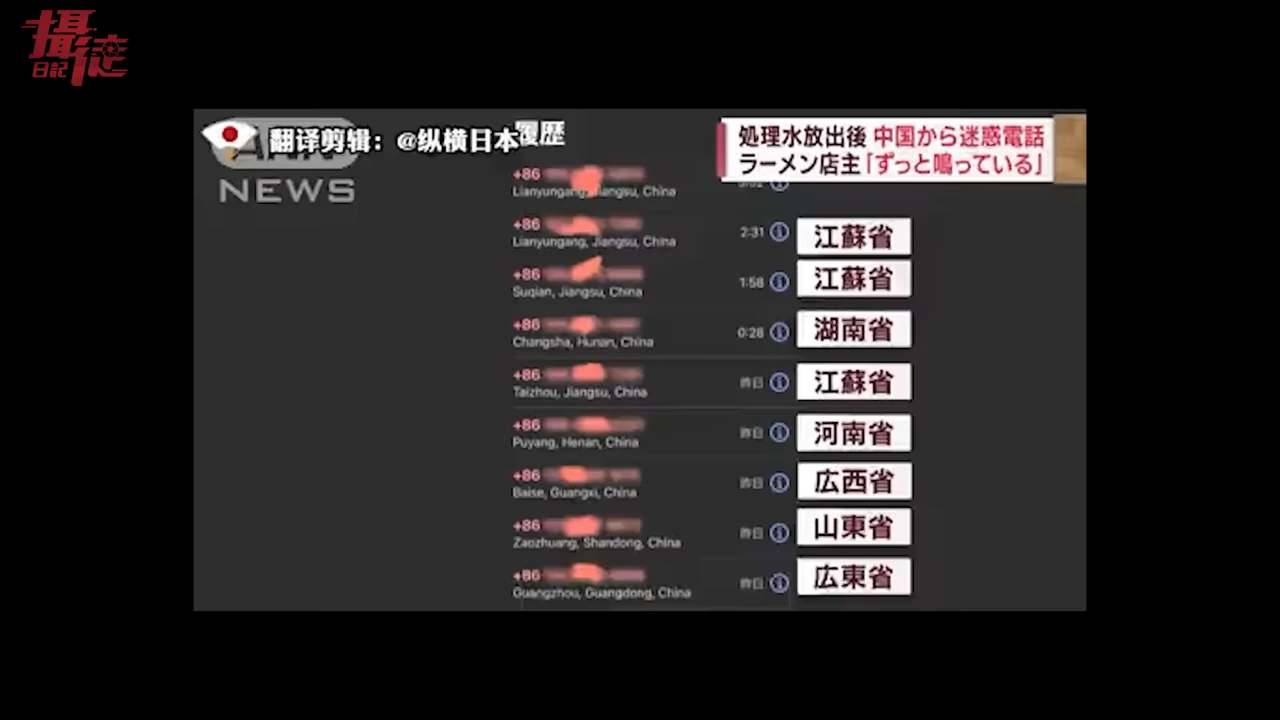 攝徒
日記
翻译剪辑：@纵横日本
履歴
NEWS
処理水放出後 中国から迷惑電話
ラーメン店主「ずっと鳴っている」
+86
Lianyungang, Jiangsu, China
+86
Lianyungang, Jiangsu, China
2:31
江蘇省
+86
Suqian, Jiangsu, China
1:58
江蘇省
+86
Changsha, Hunan, China
0:28
湖南省
+86
Taizhou, Jiangsu, China
昨日
江蘇省
+86
Puyang, Henan, China
昨日
河南省
+86
Baise, Guangxi, China
昨日
広西省
+86
Zaozhuang, Shandong, China
昨日
山東省
+86
Guangzhou, Guangdong, China
昨日
広東省